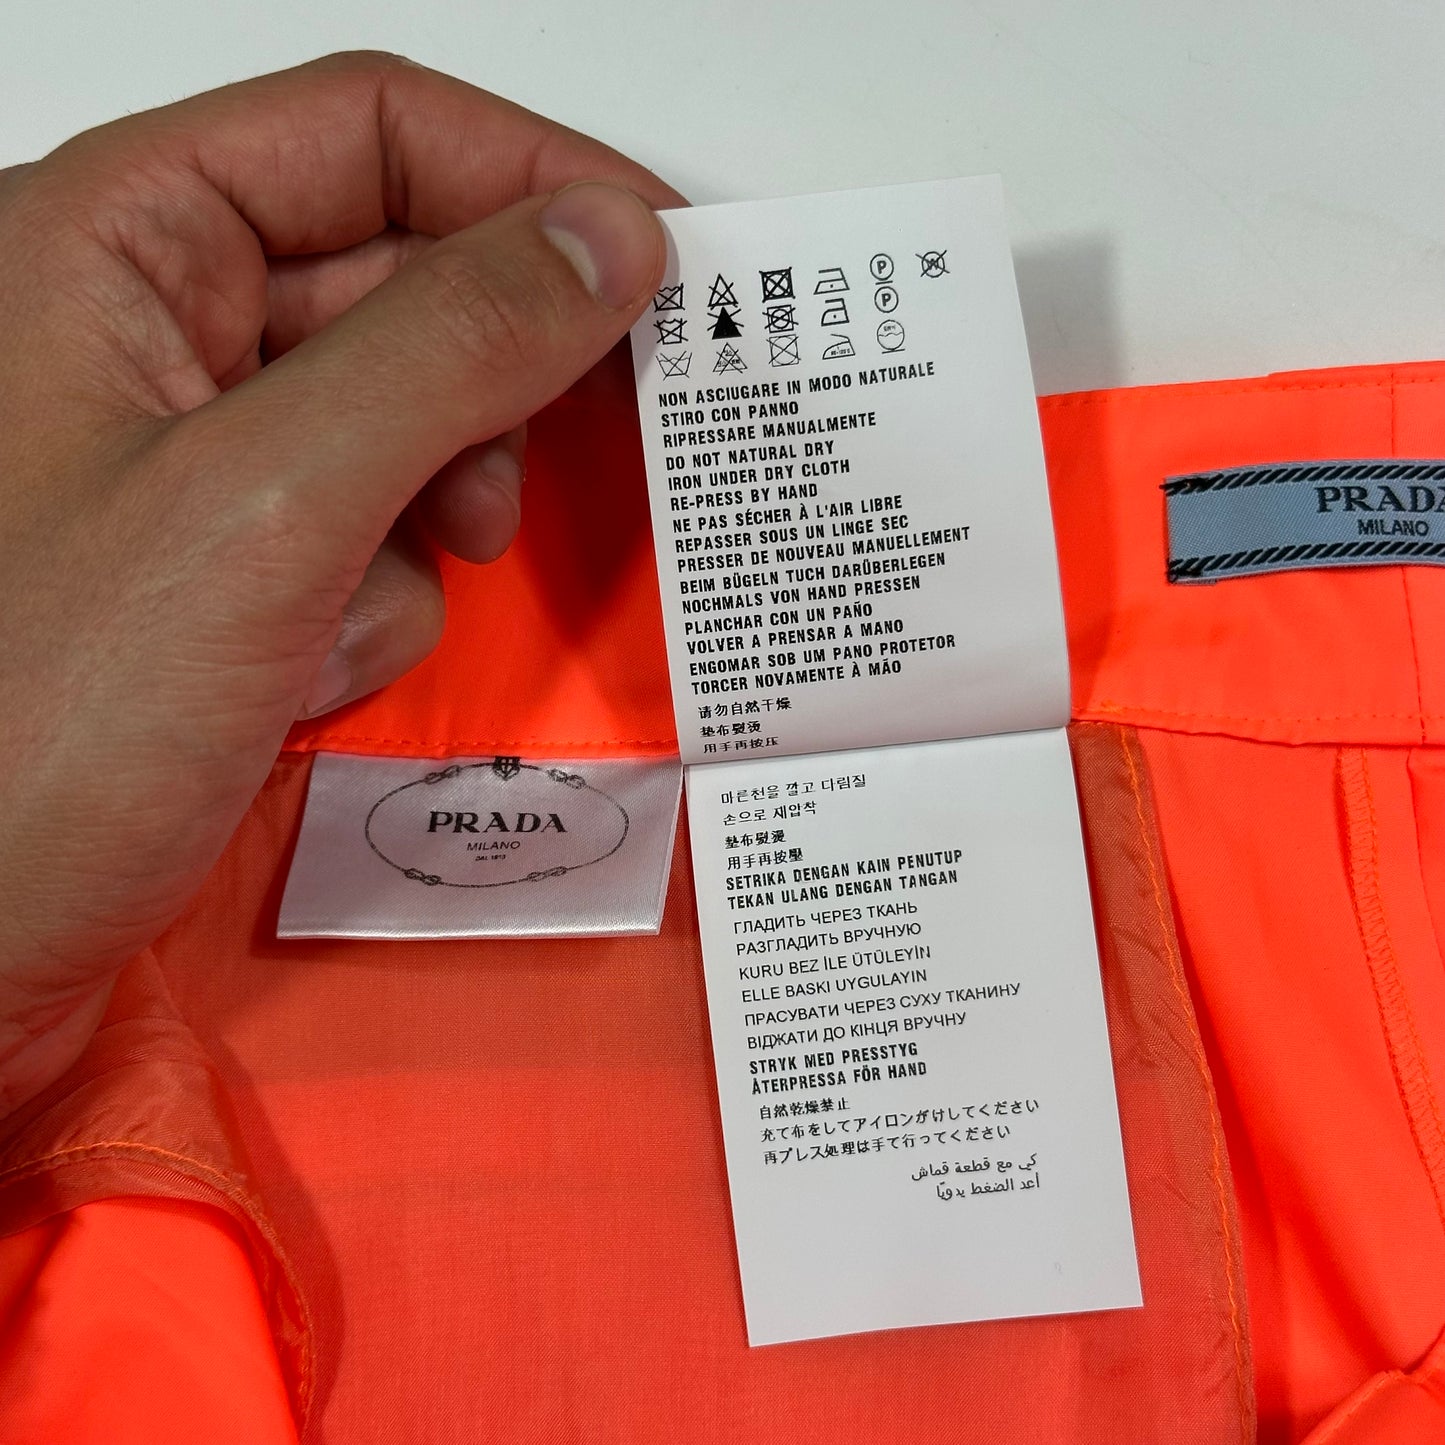 P
W
P
NON ASCIUGARE IN MODO NATURALE
STIRO CON PANNO
RIPRESSARE MANUALMENTE
DO NOT NATURAL DRY
IRON UNDER DRY CLOTH
RE-PRESS BY HAND
NE PAS SÉCHER À L'AIR LIBRE
REPASSER SOUS UN LINGE SEC
PRESSER DE NOUVEAU MANUELLEMENT
BEIM BÜGELN TUCH DARÜBERLEGEN
NOCHMALS VON HAND PRESSEN
PLANCHAR CON UN PAÑO
VOLVER A PRENSAR A MANO
ENGOMAR SOB UM PANO PROTETOR
TORCER NOVAMENTE À MÃO
请勿自然干燥
垫布熨烫
用手再按压
마른천을 깔고 다림질
손으로 재압착
墊布熨燙
用手再按壓
SETRIKA DENGAN KAIN PENUTUP
TEKAN ULANG DENGAN TANGAN
ГЛАДИТЬ ЧЕРЕЗ ТКАНЬ
РАЗГЛАДИТЬ ВРУЧНУЮ
KURU BEZ İLE ÜTÜLEYİN
ELLE BASKI UYGULAYIN
ПРАСУВАТИ ЧЕРЕЗ СУХУ ТКАНИНУ
ВІДЖАТИ ДО КІНЦЯ ВРУЧНУ
STRYK MED PRESSTYG
ÅTERPRESSA FÖR HAND
自然乾燥禁止
充て布をしてアイロンがけしてください
再プレス処理は手で行ってください
كي مع قطعة قماش
أعد الضغط يدويًا
PRADA
MILANO
DAL 1913
PRADA
MILANO